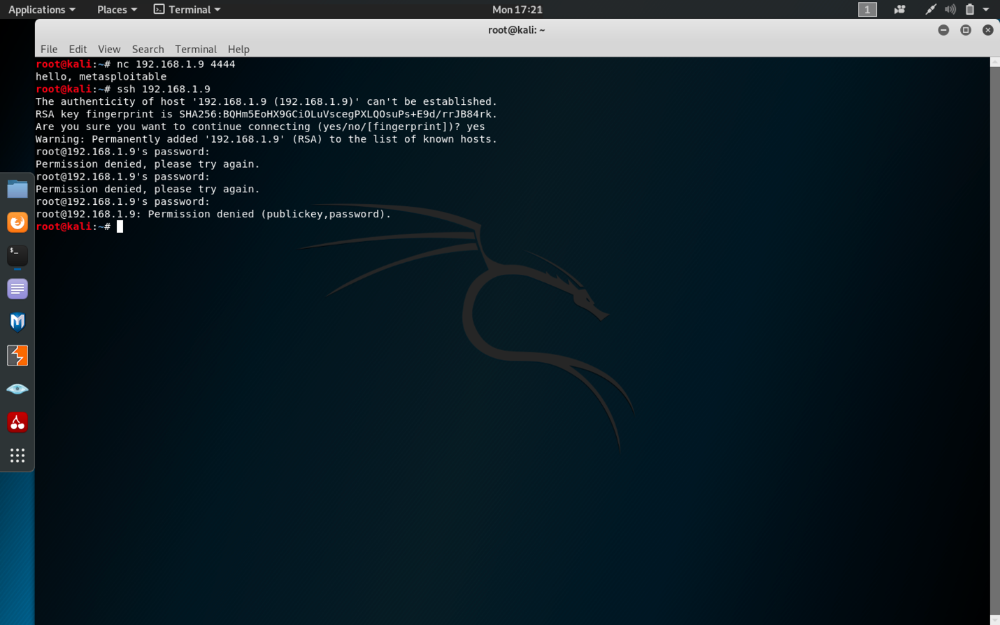 Applications Places Terminal Mon 17:21 1
root@kali: ~
File Edit View Search Terminal Help
root@kali:~# nc 192.168.1.9 4444
hello, metasploitable
root@kali:~# ssh 192.168.1.9
The authenticity of host '192.168.1.9 (192.168.1.9)' can't be established.
RSA key fingerprint is SHA256:BQHm5EoHX9GCiOLuVscegPXLQOsuPs+E9d/rrJB84rk.
Are you sure you want to continue connecting (yes/no/[fingerprint])? yes
Warning: Permanently added '192.168.1.9' (RSA) to the list of known hosts.
root@192.168.1.9's password:
Permission denied, please try again.
root@192.168.1.9's password:
Permission denied, please try again.
root@192.168.1.9's password:
root@192.168.1.9: Permission denied (publickey,password).
root@kali:~#
$_